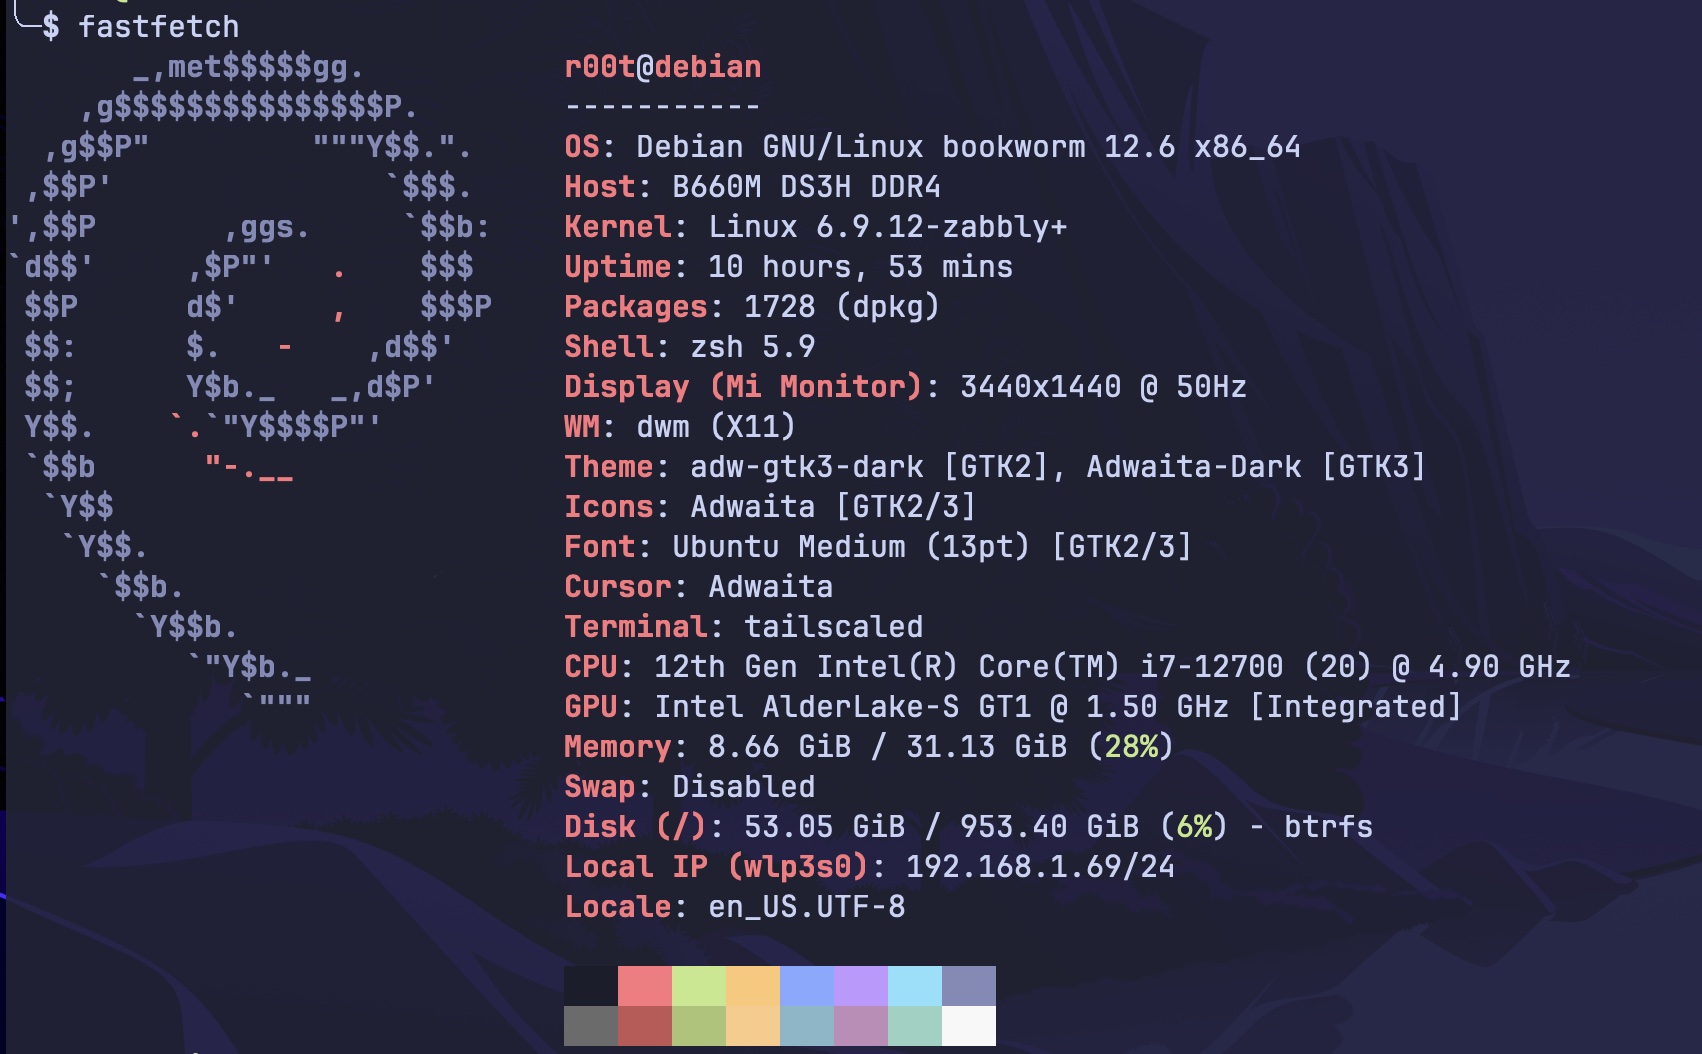 $ fastfetch
       _,met$$$$$gg.           r00t@debian
    ,g$$$$$$$$$$$$$$$P.        -----------
  ,g$$P"         """Y$$.".     OS: Debian GNU/Linux bookworm 12.6 x86_64
 ,$$P'               `$$$.     Host: B660M DS3H DDR4
',$$P       ,ggs.     `$$b:    Kernel: Linux 6.9.12-zabbly+
`d$$'     ,$P"'   .    $$$     Uptime: 10 hours, 53 mins
 $$P      d$'     ,    $$$P    Packages: 1728 (dpkg)
 $$:      $.   -    ,d$$'      Shell: zsh 5.9
 $$;      Y$b._   _,d$P'       Display (Mi Monitor): 3440x1440 @ 50Hz
 Y$$.    `.`"Y$$$$P"'          WM: dwm (X11)
 `$$b      "-.__               Theme: adw-gtk3-dark [GTK2], Adwaita-Dark [GTK3]
  `Y$$                         Icons: Adwaita [GTK2/3]
   `Y$$.                       Font: Ubuntu Medium (13pt) [GTK2/3]
     `$$b.                     Cursor: Adwaita
       `Y$$b.                  Terminal: tailscaled
          `"Y$b._              CPU: 12th Gen Intel(R) Core(TM) i7-12700 (20) @ 4.90 GHz
             `"""              GPU: Intel AlderLake-S GT1 @ 1.50 GHz [Integrated]
                               Memory: 8.66 GiB / 31.13 GiB (28%)
                               Swap: Disabled
                               Disk (/): 53.05 GiB / 953.40 GiB (6%) - btrfs
                               Local IP (wlp3s0): 192.168.1.69/24
                               Locale: en_US.UTF-8